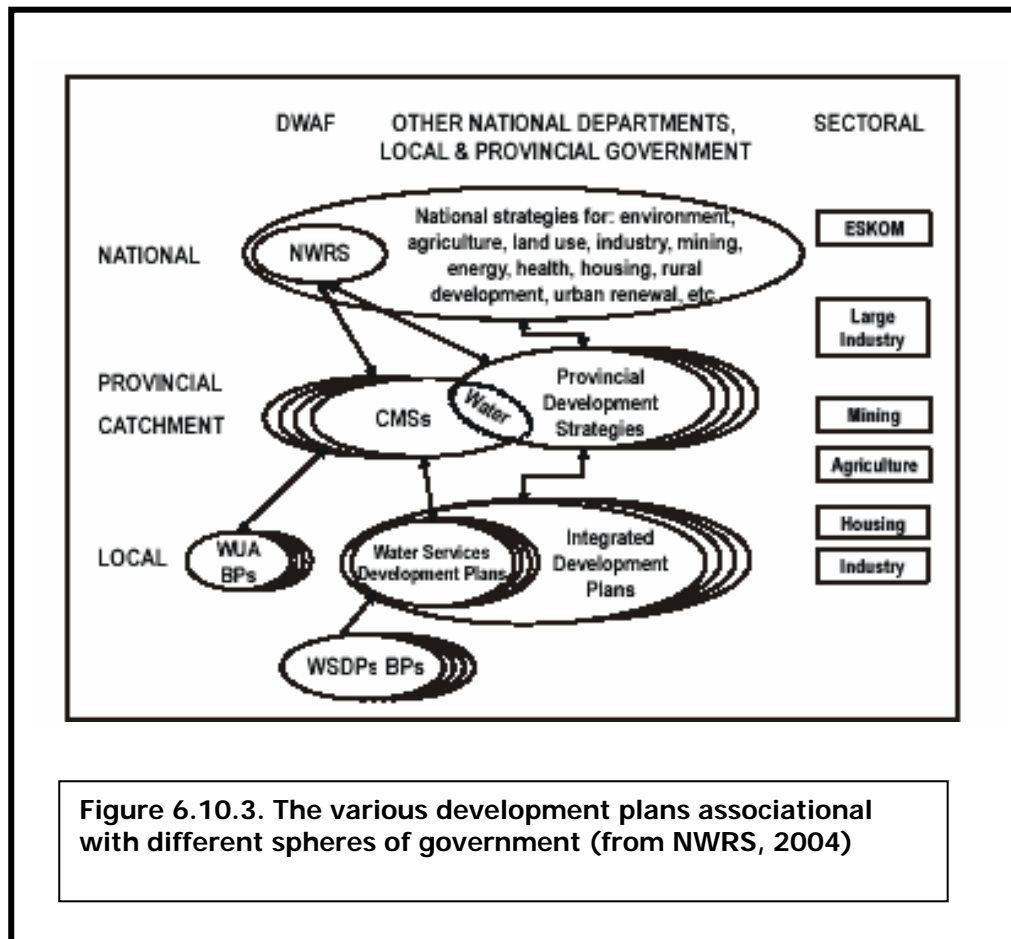 DWAF
OTHER NATIONAL DEPARTMENTS,
LOCAL & PROVINCIAL GOVERNMENT
SECTORAL
NATIONAL
NWRS
National strategies for: environment,
agriculture, land use, industry, mining,
energy, health, housing, rural
development, urban renewal, etc
ESKOM
Large
Industry
PROVINCIAL
CATCHMENT
CMSs
Water
Provincial
Development
Strategies
Mining
Agriculture
LOCAL
WUA
BPs
Water Services
Development Plans
Integrated
Development
Plans
Housing
Industry
WSDPs BPs
Figure 6.10.3. The various development plans associational
with different spheres of government (from NWRS, 2004)